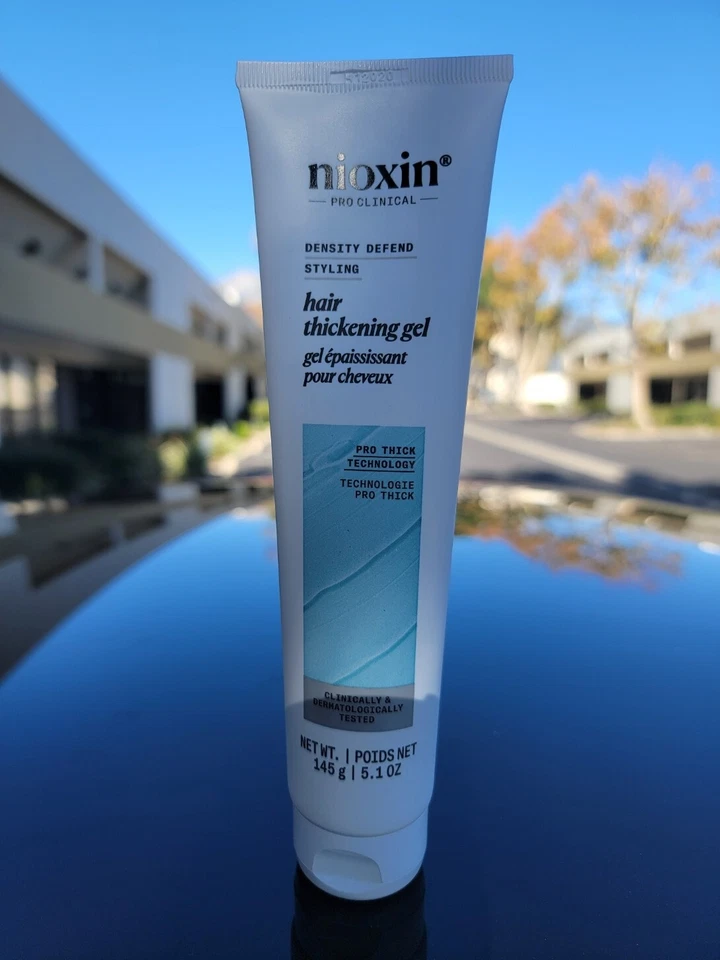 nioxin®
PRO CLINICAL
DENSITY DEFEND
STYLING
hair
thickening gel
gel épaississant
pour cheveux
PRO THICK
TECHNOLOGY
TECHNOLOGIE
PRO THICK
CLINICALLY &
DERMATOLOGICALLY
TESTED
NET WT. | POIDS NET
145 g | 5.1 OZ